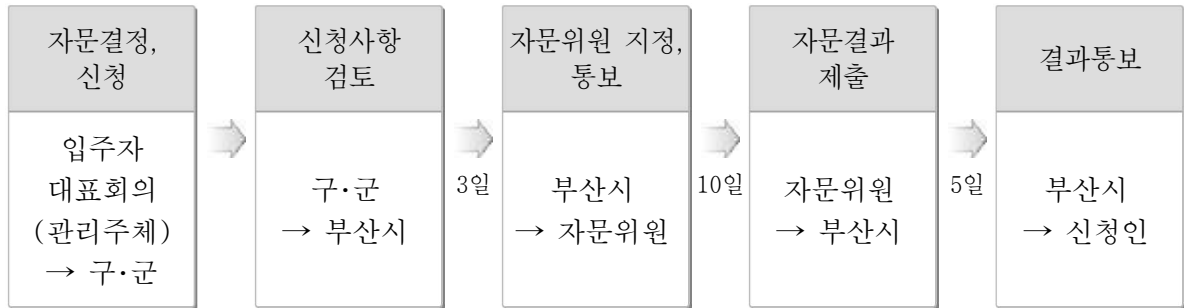 자문결정,
신청
입주자
대표회의
(관리주체)
→ 구·군
신청사항
검토
구·군
→ 부산시
3일
자문위원 지정,
통보
부산시
→ 자문위원
10일
자문결과
제출
자문위원
→ 부산시
5일
결과통보
부산시
→ 신청인